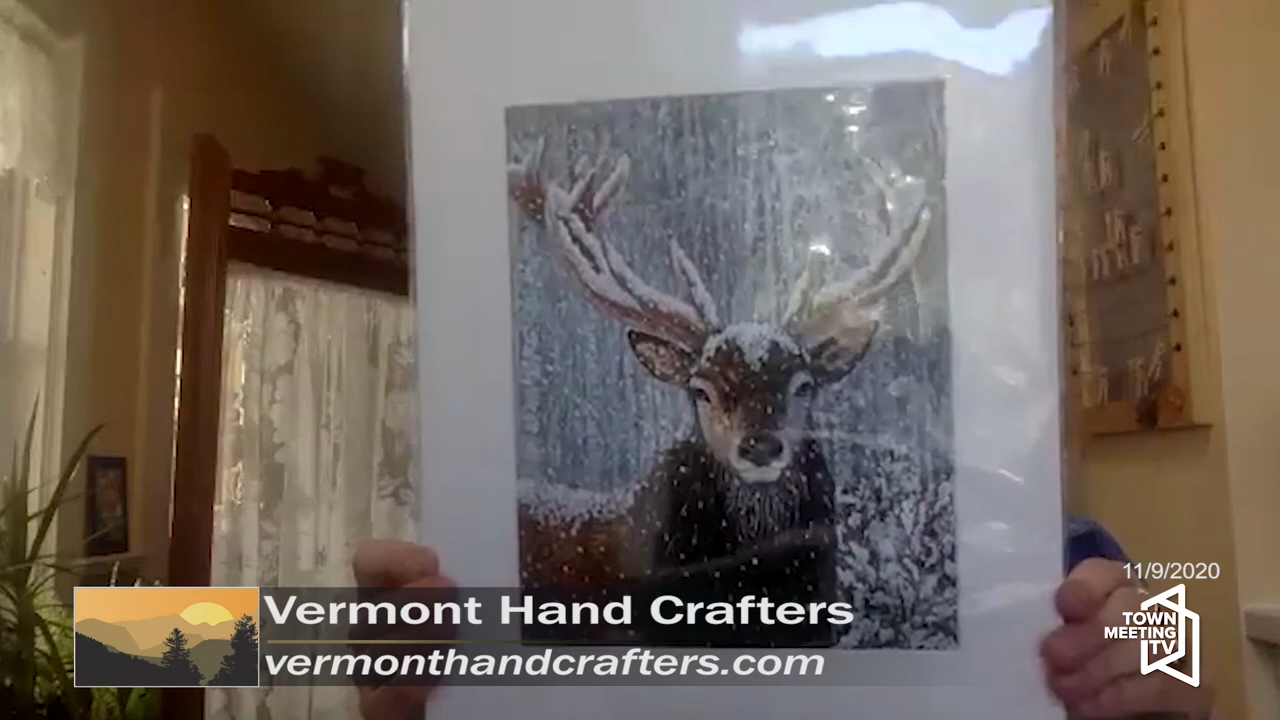 11/9/2020
TOWN
MEETING
TV
Vermont Hand Crafters
vermonthandcrafters.com